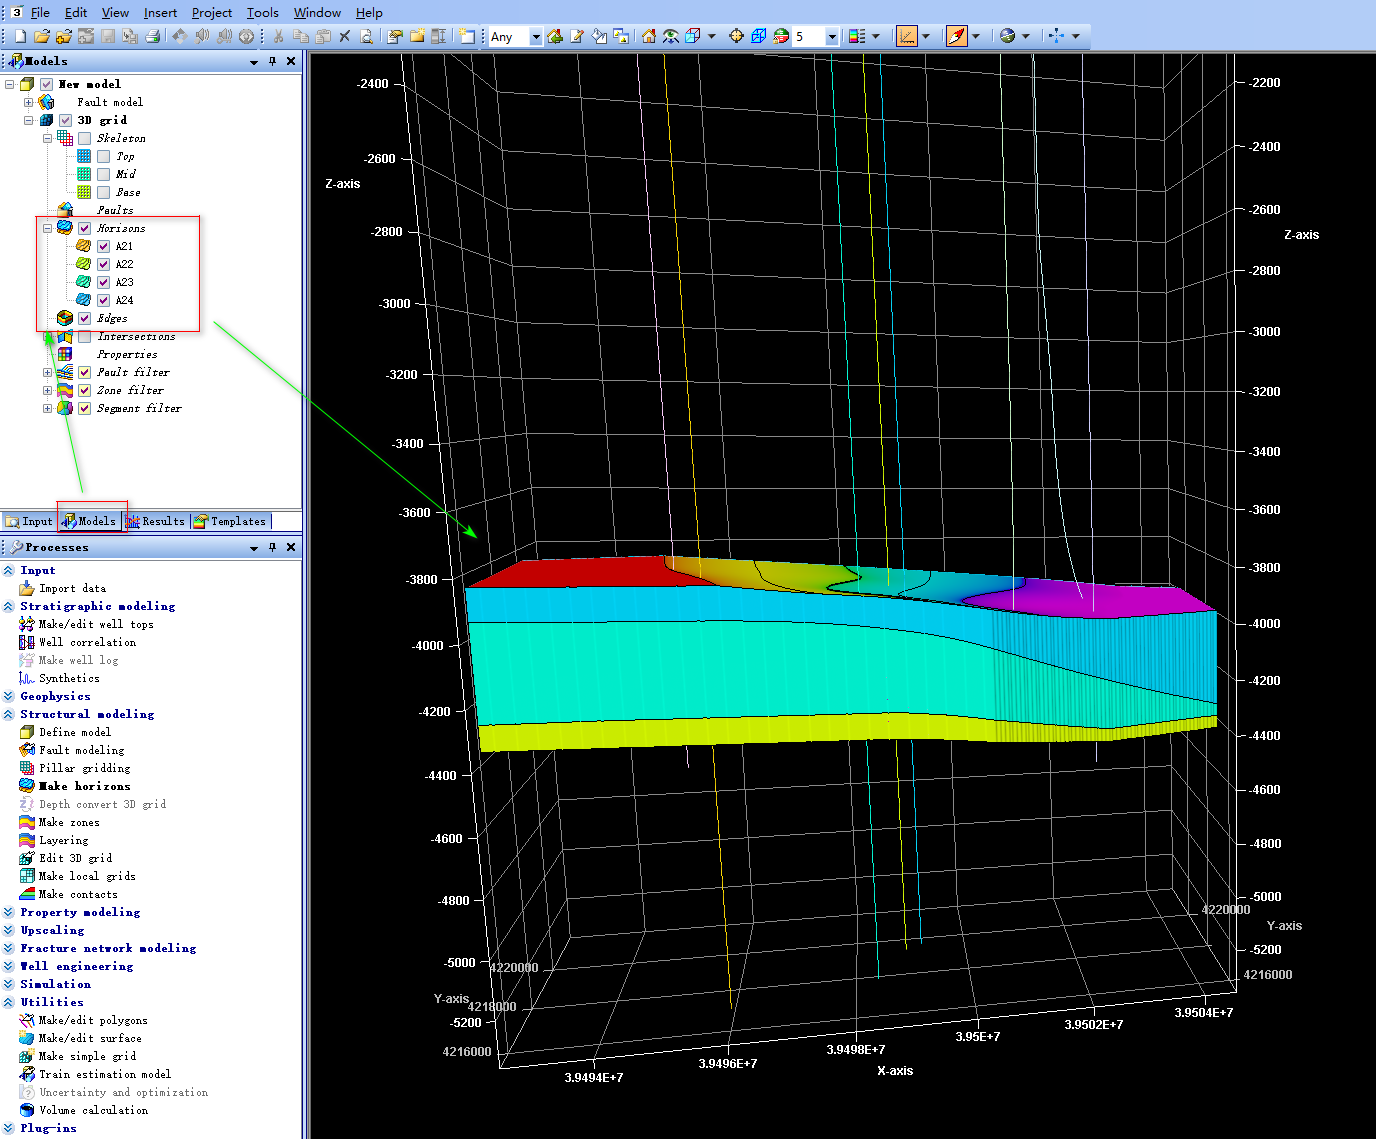 File Edit View Insert Project Tools Window Help
Any 5
Models
New model
Fault model
3D grid
Skeleton
Top
Mid
Base
Faults
Horizons
A21
A22
A23
A24
Edges
Intersections
Properties
Fault filter
Zone filter
Segment filter
Input Models Results Templates
Processes
Input
Import data
Stratigraphic modeling
Make/edit well tops
Well correlation
Make well log
Synthetics
Geophysics
Structural modeling
Define model
Fault modeling
Pillar gridding
Make horizons
Depth convert 3D grid
Make zones
Layering
Edit 3D grid
Make local grids
Make contacts
Property modeling
Upscaling
Fracture network modeling
Well engineering
Simulation
Utilities
Make/edit polygons
Make/edit surface
Make simple grid
Train estimation model
Uncertainty and optimization
Volume calculation
Plug-ins
-2400
-2600
Z-axis
-2800
-3000
-3200
-3400
-3600
-3800
-4000
-4200
-4400
-4600
-4800
-5000
-5200
4220000
Y-axis
4218000
4216000
3.9494E+7
3.9496E+7
3.9498E+7
3.95E+7
3.9502E+7
3.9504E+7
X-axis
-2200
-2400
-2600
Z-axis
-2800
-3000
-3200
-3400
-3600
-3800
-4000
-4200
-4400
-4600
-4800
-5000
4220000
Y-axis
-5200
4216000